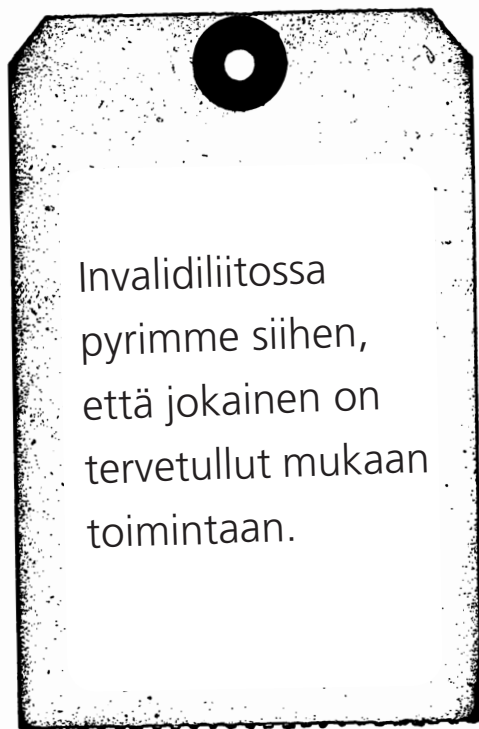 Invalidiliitossa
pyrimme siihen,
että jokainen on
tervetullut mukaan
toimintaan.